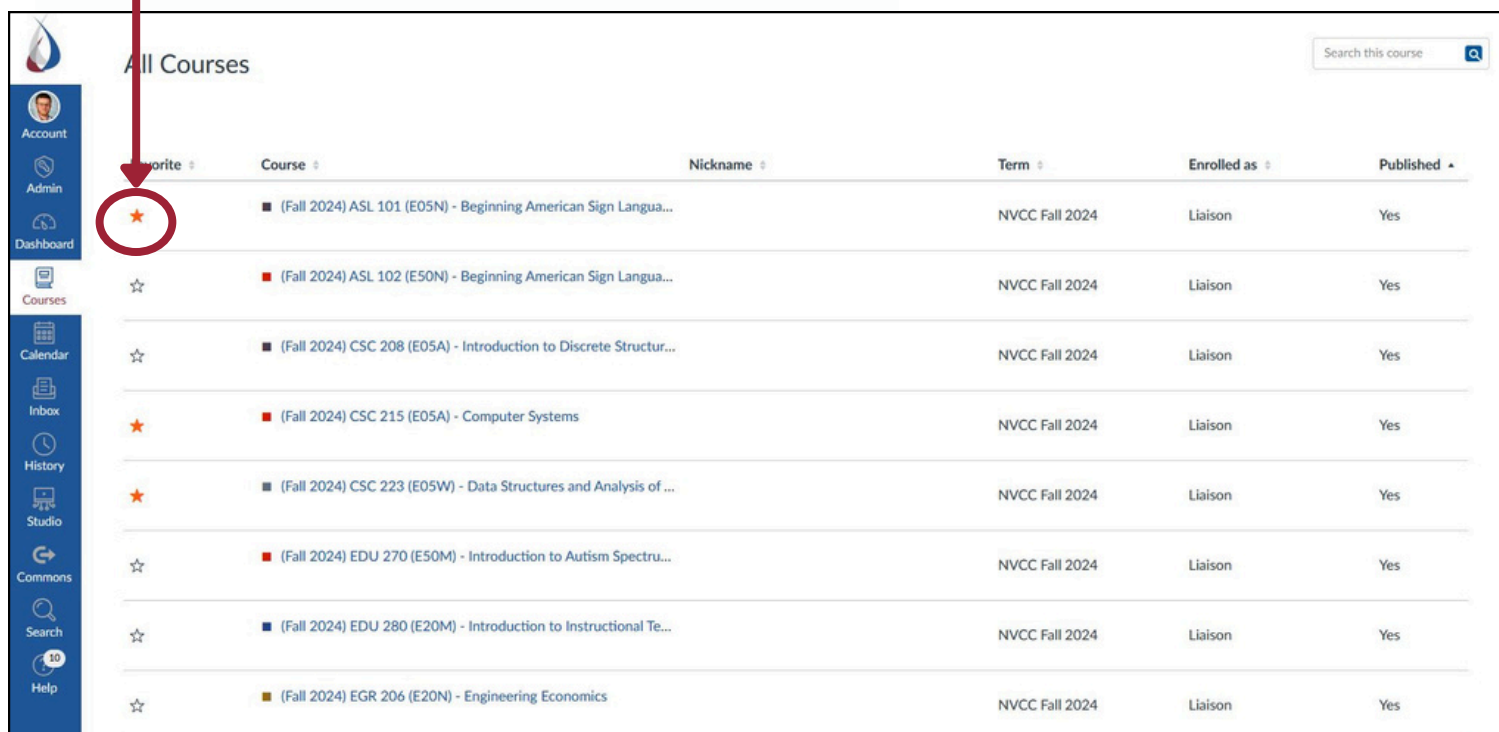 All Courses
Search this course
Account
Admin
Dashboard
Courses
Calendar
Inbox
History
Studio
Commons
Search
10
Help
vorite Course Nickname Term Enrolled as Published
(Fall 2024) ASL 101 (E05N) - Beginning American Sign Langua... NVCC Fall 2024 Liaison Yes
(Fall 2024) ASL 102 (E50N) - Beginning American Sign Langua... NVCC Fall 2024 Liaison Yes
(Fall 2024) CSC 208 (E05A) - Introduction to Discrete Structur... NVCC Fall 2024 Liaison Yes
(Fall 2024) CSC 215 (E05A) - Computer Systems NVCC Fall 2024 Liaison Yes
(Fall 2024) CSC 223 (E05W) - Data Structures and Analysis of ... NVCC Fall 2024 Liaison Yes
(Fall 2024) EDU 270 (E50M) - Introduction to Autism Spectru... NVCC Fall 2024 Liaison Yes
(Fall 2024) EDU 280 (E20M) - Introduction to Instructional Te... NVCC Fall 2024 Liaison Yes
(Fall 2024) EGR 206 (E20N) - Engineering Economics NVCC Fall 2024 Liaison Yes